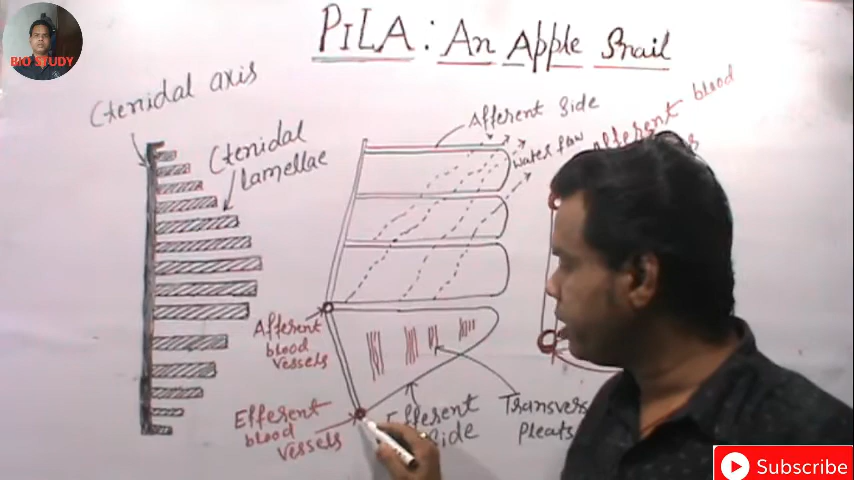 BIO STUDY
PILA: An Apple Snail
Ctenidal axis
Ctenidal
lamellae
Afferent Side
water flow
afferent blood
Afferent
blood
vessels
Efferent
blood
vessels
Efferent
Side
Transvers
pleats
Subscribe